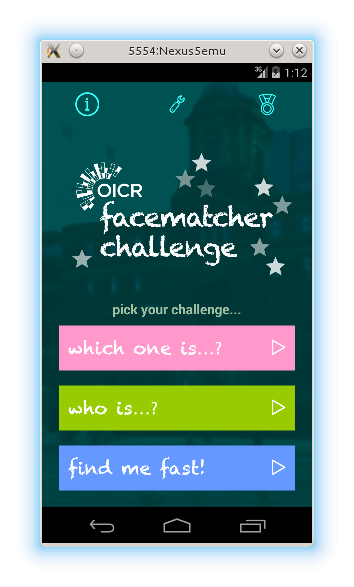 5554:Nexus5emu
3G 1:12
OICR
facematcher
challenge
pick your challenge...
which one is...?
who is...?
find me fast!